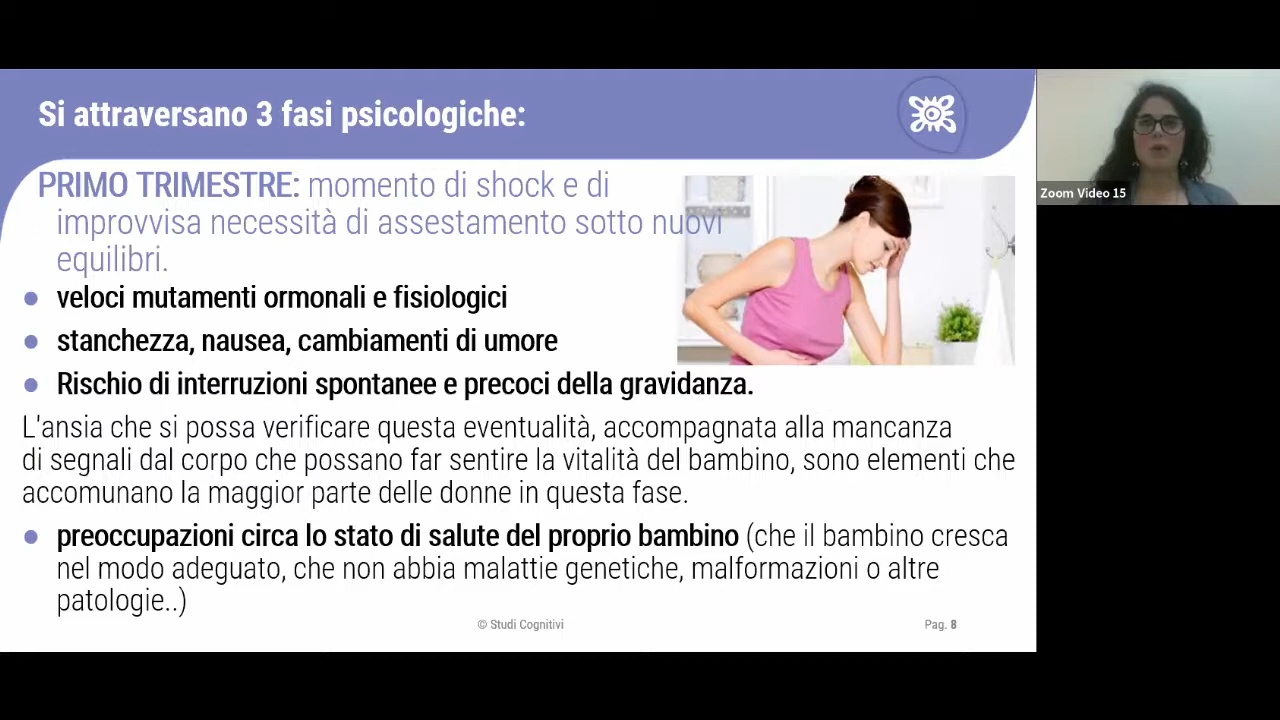 Si attraversano 3 fasi psicologiche:
PRIMO TRIMESTRE: momento di shock e di
improvvisa necessità di assestamento sotto nuovi
equilibri.
veloci mutamenti ormonali e fisiologici
stanchezza, nausea, cambiamenti di umore
Rischio di interruzioni spontanee e precoci della gravidanza.
L'ansia che si possa verificare questa eventualità, accompagnata alla mancanza
di segnali dal corpo che possano far sentire la vitalità del bambino, sono elementi che
accomunano la maggior parte delle donne in questa fase.
preoccupazioni circa lo stato di salute del proprio bambino (che il bambino cresca
nel modo adeguato, che non abbia malattie genetiche, malformazioni o altre
patologie..)
© Studi Cognitivi
Pag. 8
Zoom Video 15